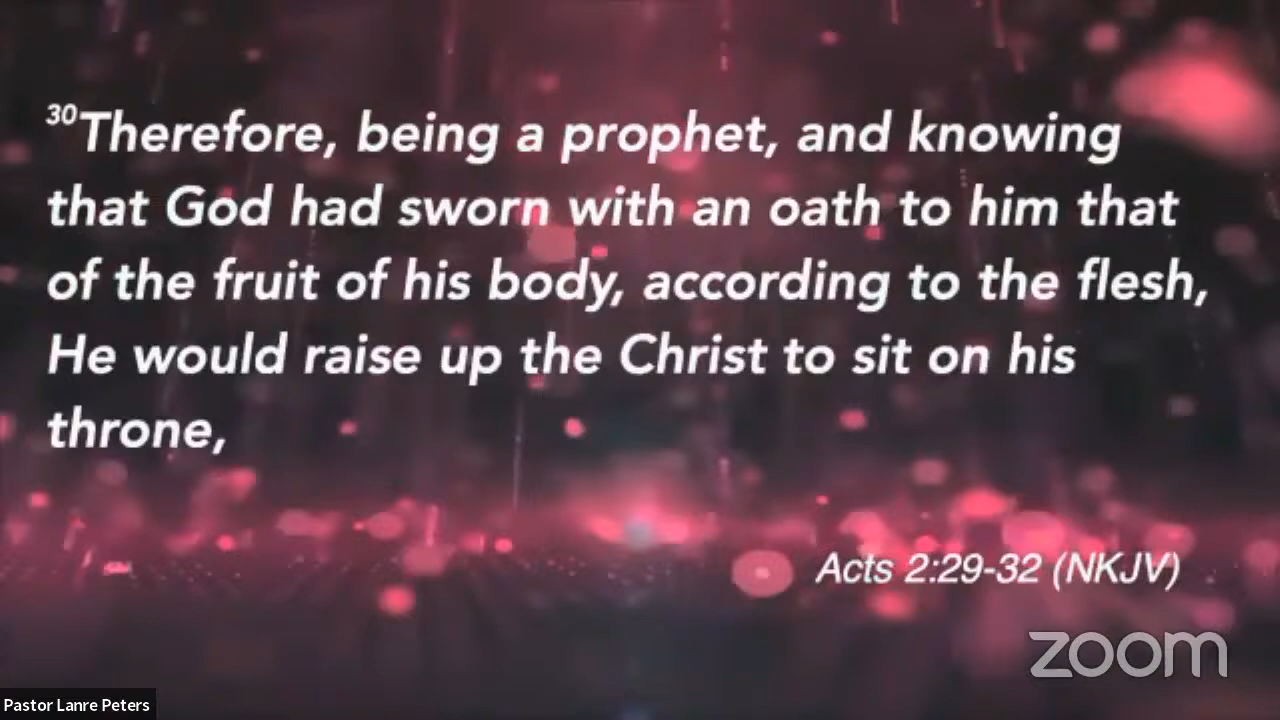 30Therefore, being a prophet, and knowing
that God had sworn with an oath to him that
of the fruit of his body, according to the flesh,
He would raise up the Christ to sit on his
throne,
Acts 2:29-32 (NKJV)
zoom
Pastor Lanre Peters